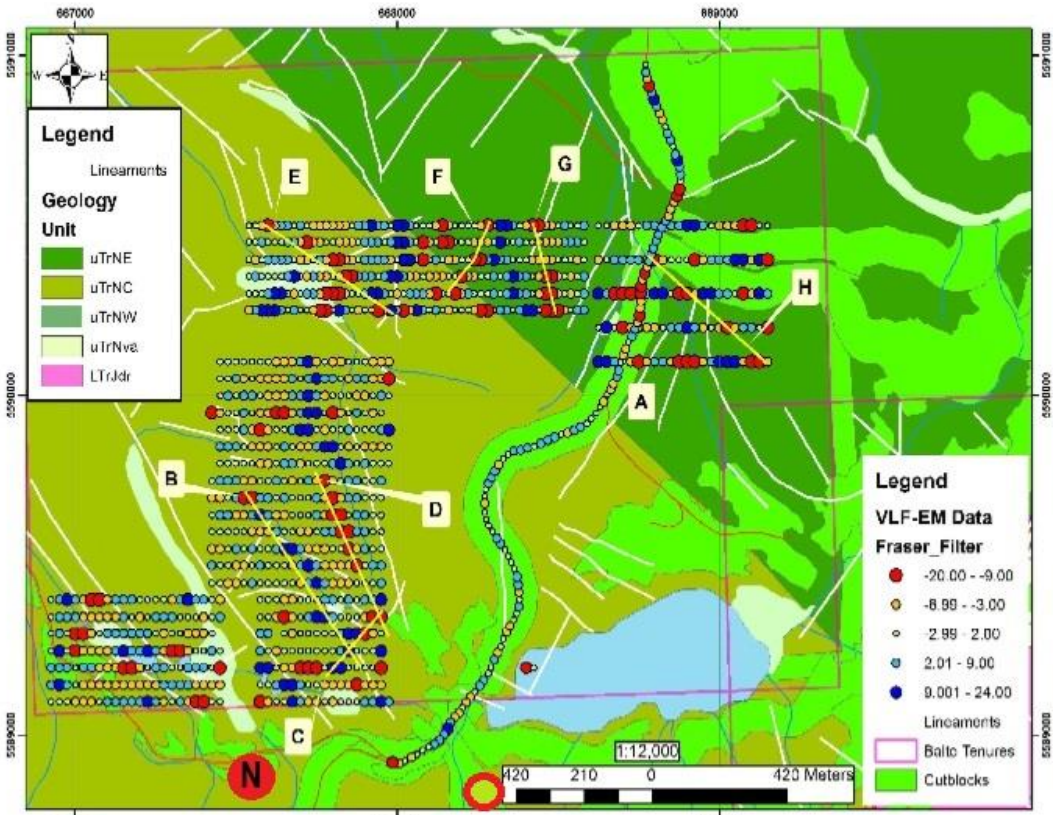 667000
668000
669000
5591000
5591000
N
W
E
S
Legend
Lineaments
Geology
Unit
uTrNE
uTrNC
uTrNW
uTrNva
LTrJdr
E
F
G
H
A
B
D
C
5590000
5590000
5589000
5589000
Legend
VLF-EM Data
Fraser_Filter
-20.00 - -9.00
-8.99 - -3.00
-2.99 - 2.00
2.01 - 9.00
9.001 - 24.00
Lineaments
Balto Tenures
Cutblocks
1:12,000
420
210
0
420 Meters
N